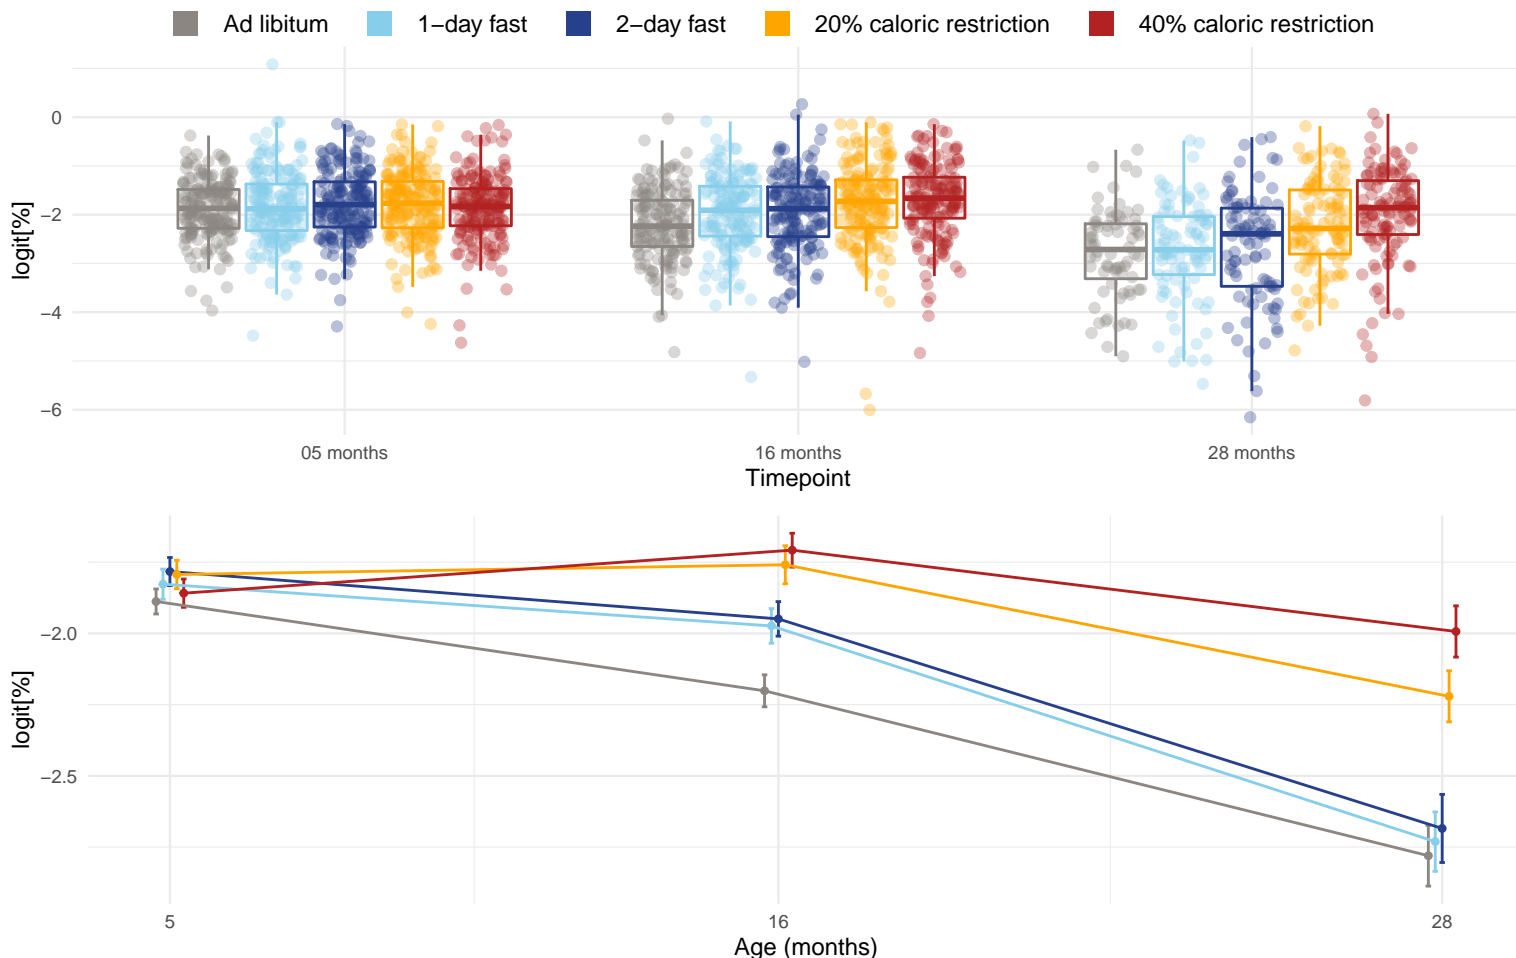 Ad libitum 1−day fast 2−day fast 20% caloric restriction 40% caloric restriction
0
−2
−4
−6
logit[%]
05 months 16 months 28 months
Timepoint
−2.0
−2.5
logit[%]
5 16 28
Age (months)